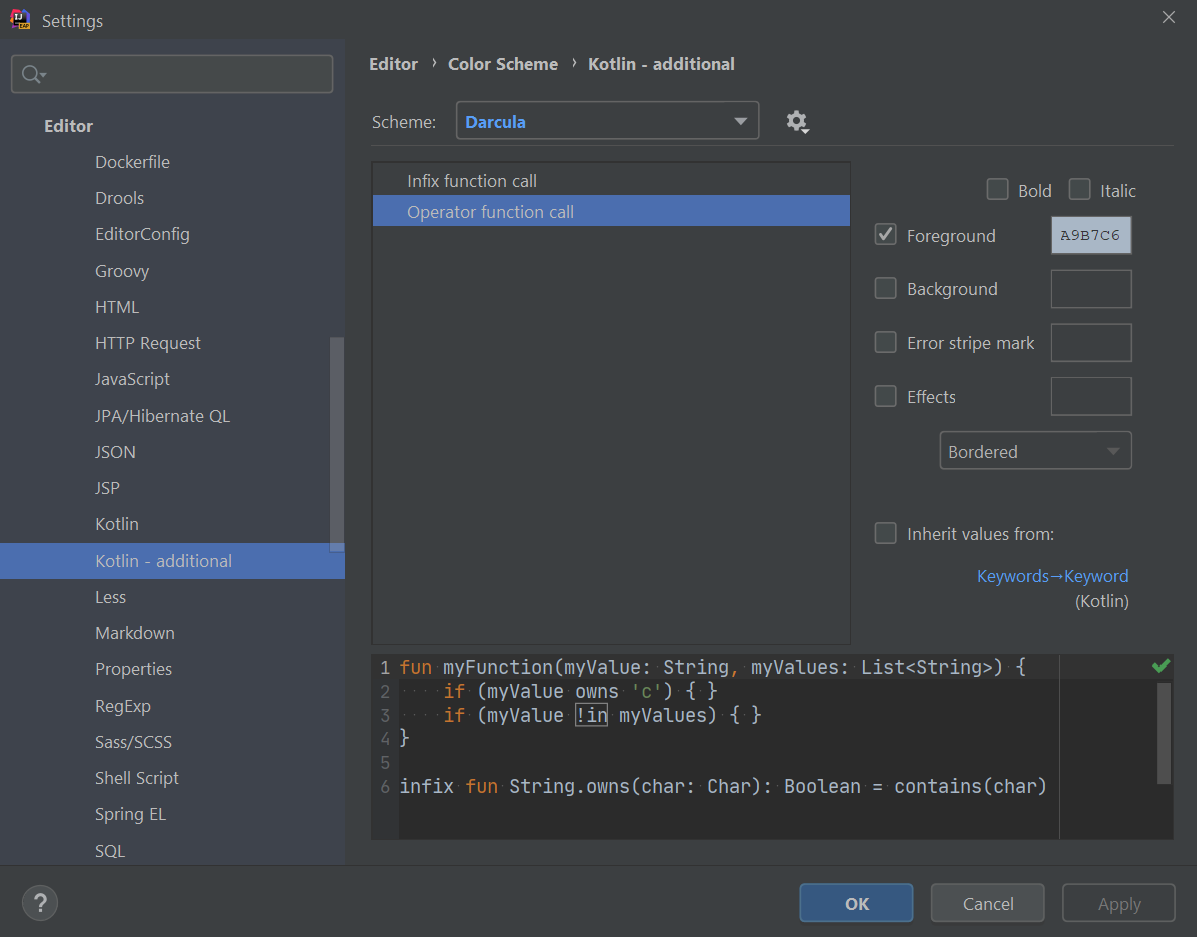 Settings
Editor
Dockerfile
Drools
EditorConfig
Groovy
HTML
HTTP Request
JavaScript
JPA/Hibernate QL
JSON
JSP
Kotlin
Kotlin - additional
Less
Markdown
Properties
RegExp
Sass/SCSS
Shell Script
Spring EL
SQL
Editor › Color Scheme › Kotlin - additional
Scheme: Darcula
Infix function call
Operator function call
Bold Italic
Foreground A9B7C6
Background
Error stripe mark
Effects
Bordered
Inherit values from:
Keywords→Keyword
(Kotlin)
1 fun myFunction(myValue: String, myValues: List<String>) {
2 ····if (myValue owns 'c') { }
3 ····if (myValue !in myValues) { }
4 }
5
6 infix fun String.owns(char: Char): Boolean = contains(char)
?
OK Cancel Apply